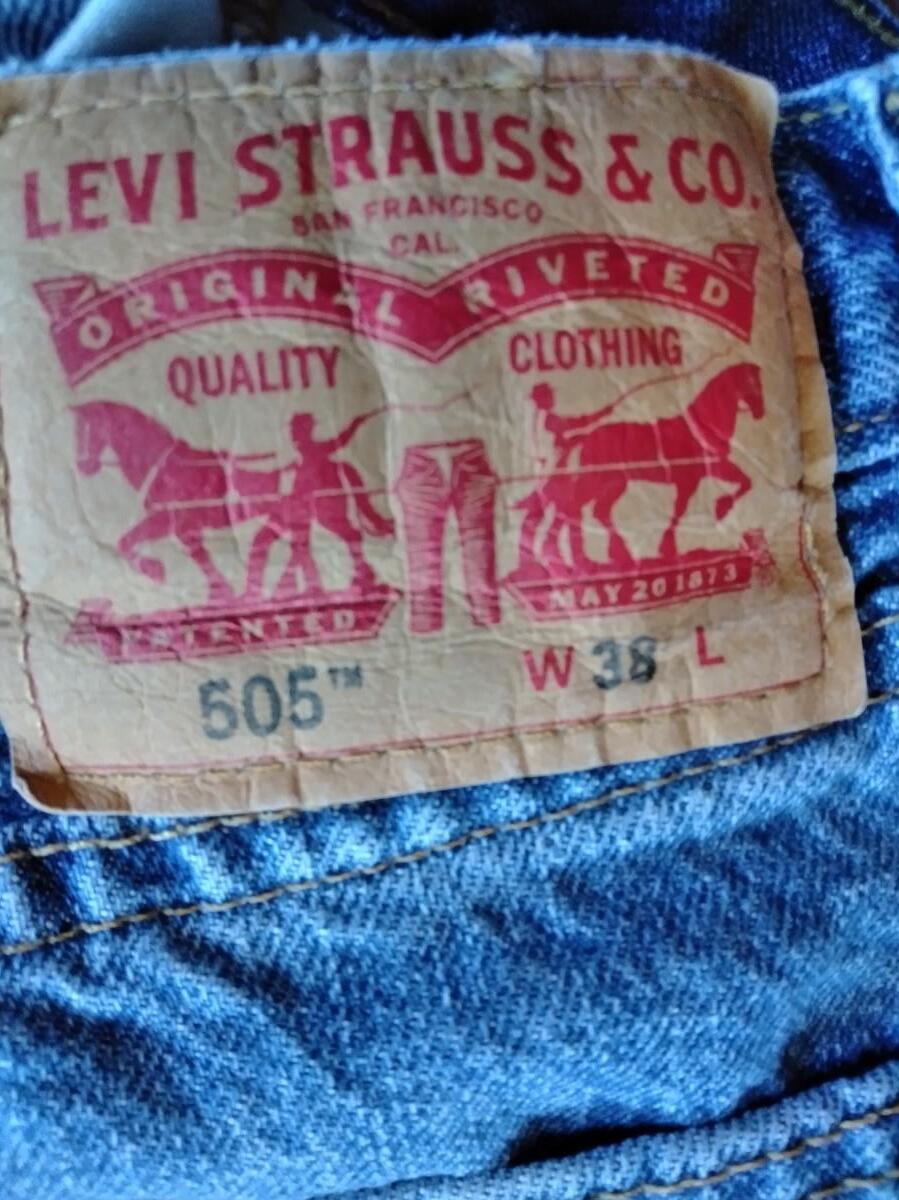 LEVI STRAUSS & CO.
SAN FRANCISCO
CAL.
ORIGINAL RIVETED
QUALITY CLOTHING
PATENTED MAY 20 1873
505™ W 38 L